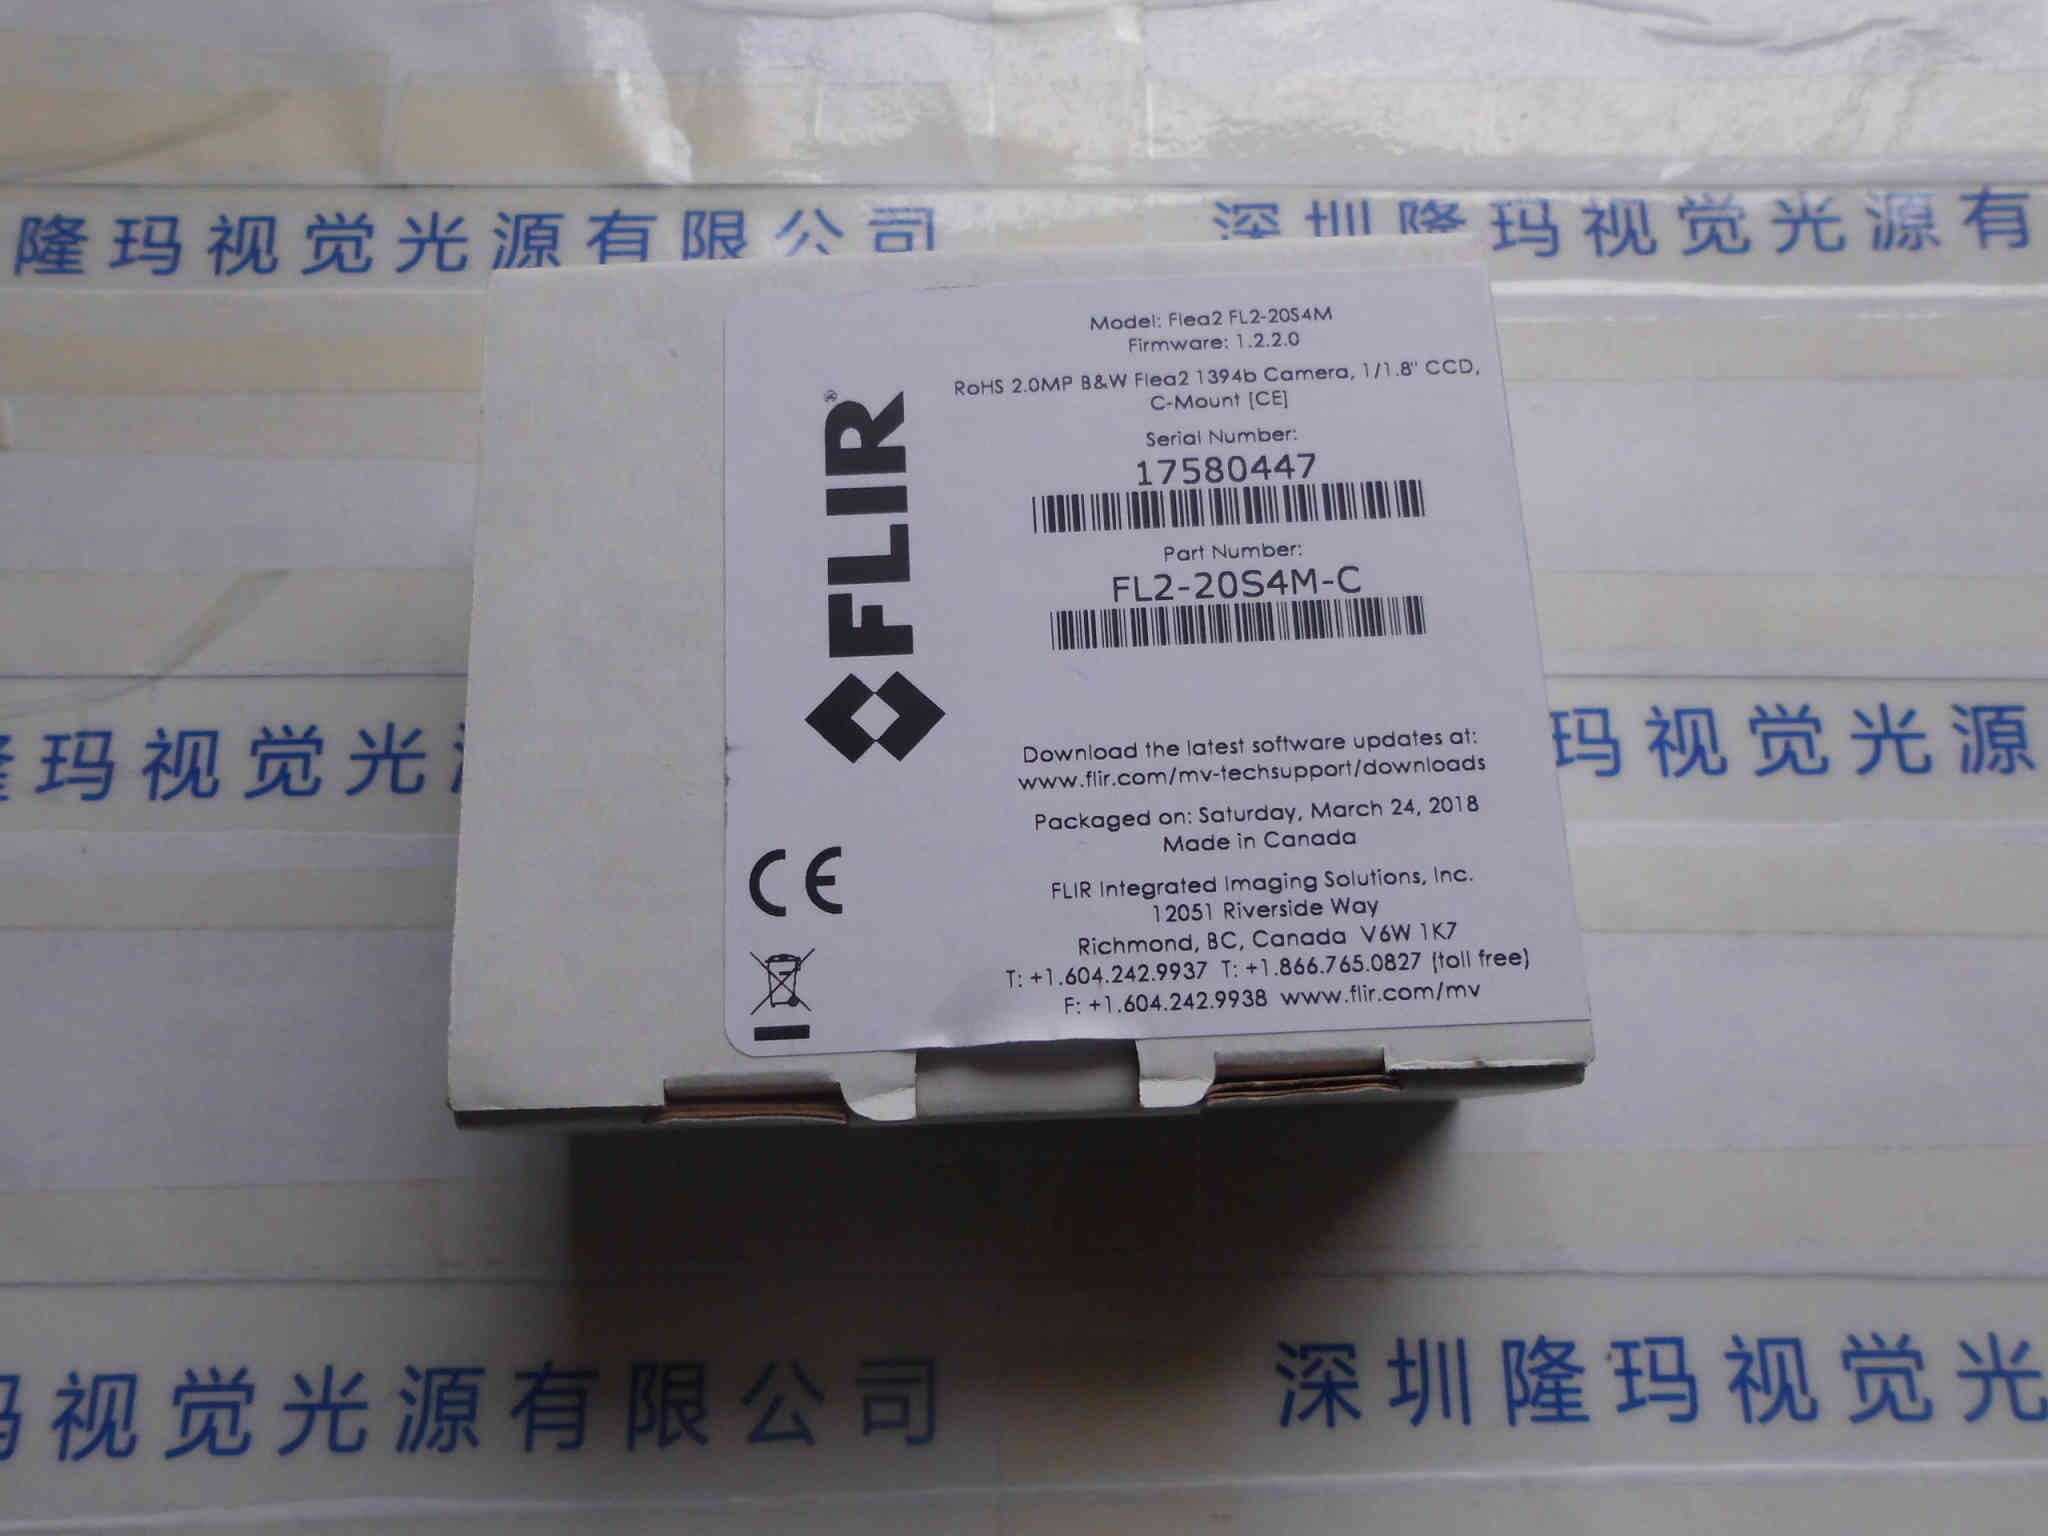 隆玛视觉光源有限公司
深圳隆玛视觉光源有
Model: Flea2 FL2-20S4M
Firmware: 1.2.2.0
RoHS 2.0MP B&W Flea2 1394b Camera, 1/1.8" CCD,
C-Mount [CE]
Serial Number:
17580447
Part Number:
FL2-20S4M-C
FLIR®
Download the latest software updates at:
www.flir.com/mv-techsupport/downloads
Packaged on: Saturday, March 24, 2018
Made in Canada
CE
FLIR Integrated Imaging Solutions, Inc.
12051 Riverside Way
Richmond, BC, Canada V6W 1K7
T: +1.604.242.9937 T: +1.866.765.0827 (toll free)
F: +1.604.242.9938 www.flir.com/mv
隆玛视觉光
玛视觉光源
玛视觉光源有限公司
深圳隆玛视觉光